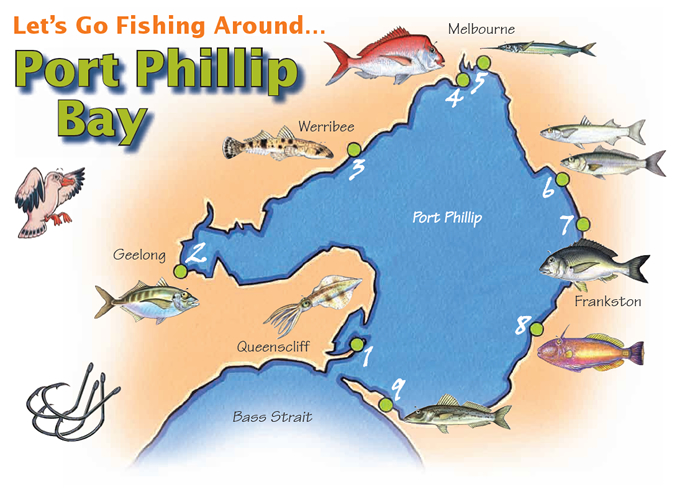 Let's Go Fishing Around...
Port Phillip
Bay
Melbourne
4
5
Werribee
3
6
Port Phillip
7
Geelong
2
Frankston
8
Queenscliff
1
9
Bass Strait